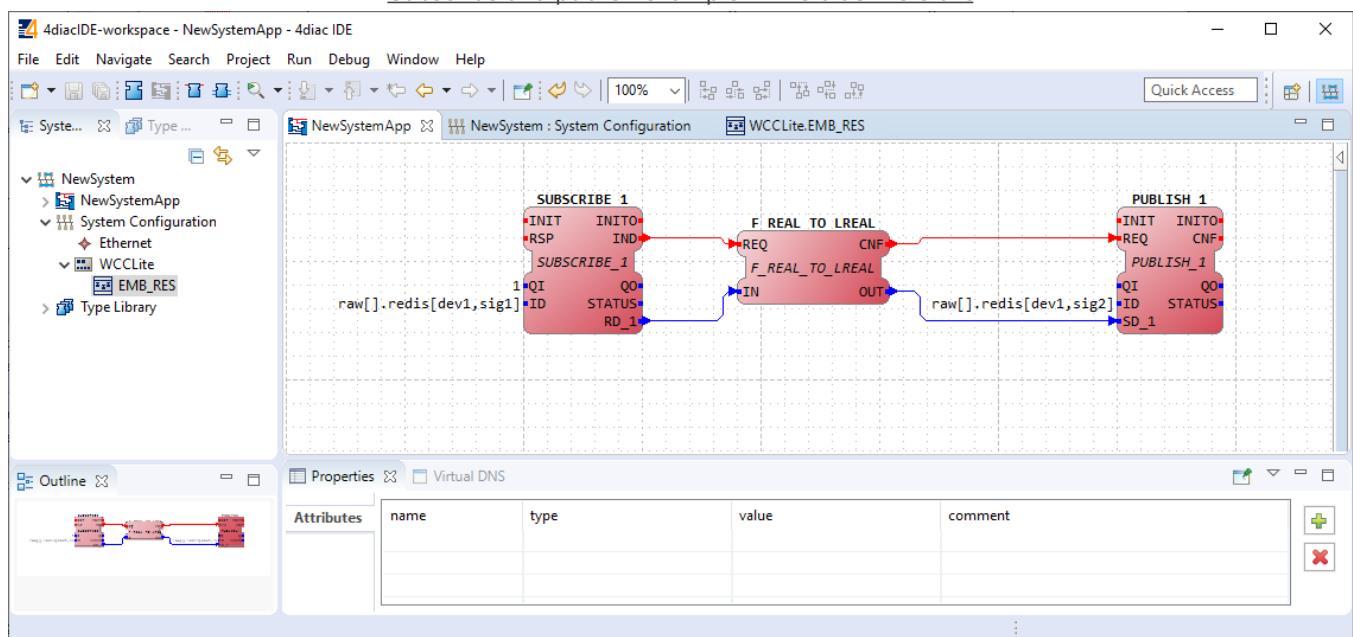 4diacIDE-workspace - NewSystemApp - 4diac IDE
File Edit Navigate Search Project Run Debug Window Help
100%
Quick Access
Syste...
Type ...
NewSystem
NewSystemApp
System Configuration
Ethernet
WCCLite
EMB_RES
Type Library
NewSystemApp
NewSystem : System Configuration
WCCLite.EMB_RES
SUBSCRIBE_1
INIT INITO
RSP IND
SUBSCRIBE_1
1 QI QO
raw[].redis[dev1,sig1] ID STATUS
RD_1
F_REAL_TO_LREAL
REQ CNF
F_REAL_TO_LREAL
IN OUT
PUBLISH_1
INIT INITO
REQ CNF
PUBLISH_1
QI QO
raw[].redis[dev1,sig2] ID STATUS
SD_1
Outline
Properties
Virtual DNS
Attributes
name type value comment